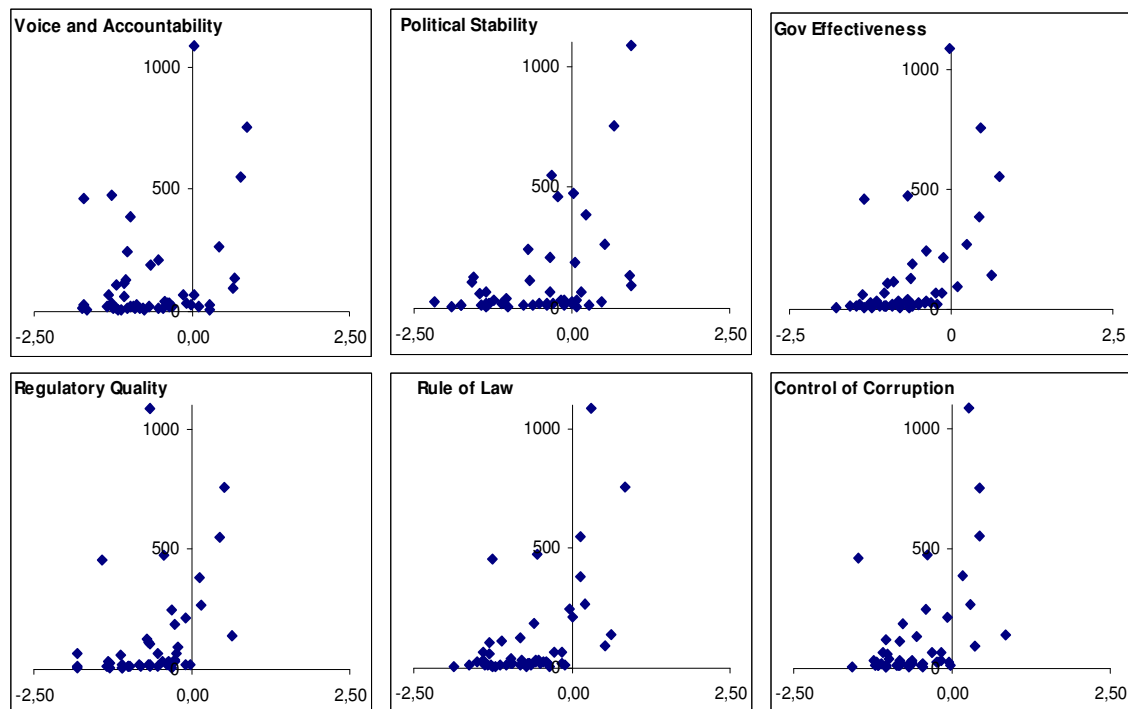 Voice and Accountability
1000
500
0
-2,50 0,00 2,50
Political Stability
1000
500
0
-2,50 0,00 2,50
Gov Effectiveness
1000
500
0
-2,5 0 2,5
Regulatory Quality
1000
500
0
-2,50 0,00 2,50
Rule of Law
1000
500
0
-2,50 0,00 2,50
Control of Corruption
1000
500
0
-2,50 0,00 2,50